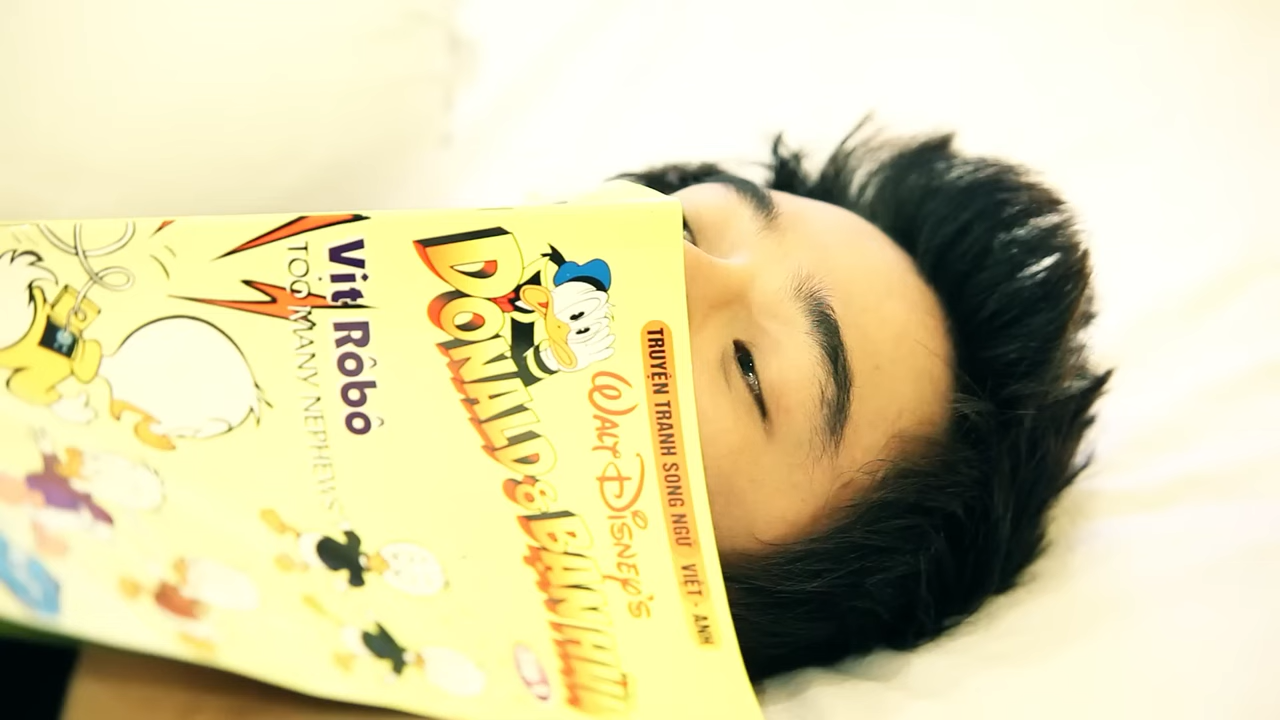 TRUYỆN TRANH SONG NGỮ VIỆT - ANH
WALT DISNEY'S
DONALD & BẠN HỮU
Vịt Rôbô
TOO MANY NEPHEWS